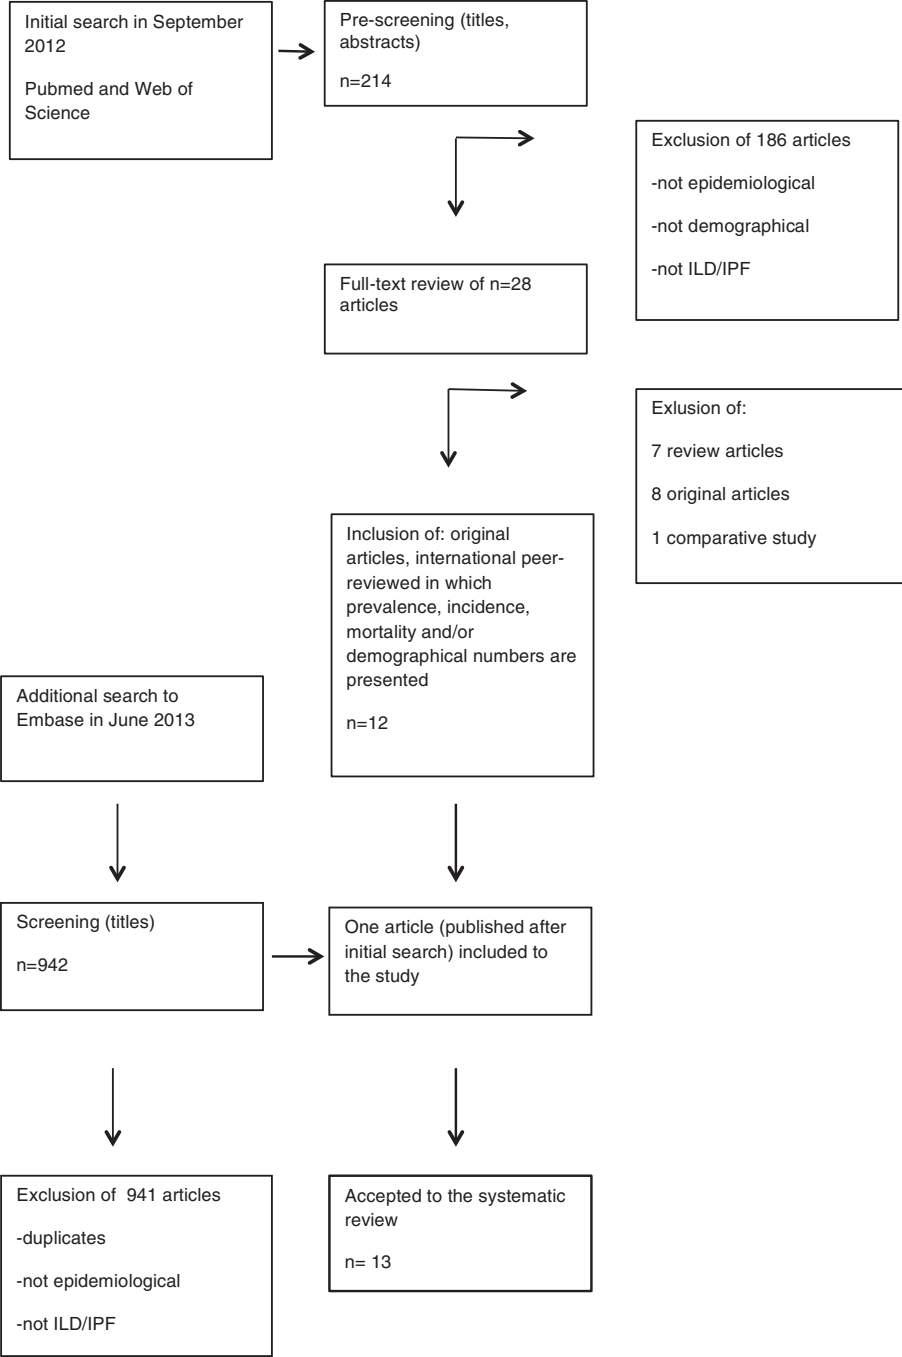 Initial search in September
2012
Pubmed and Web of
Science
Pre-screening (titles,
abstracts)
n=214
Exclusion of 186 articles
-not epidemiological
-not demographical
-not ILD/IPF
Full-text review of n=28
articles
Exlusion of:
7 review articles
8 original articles
1 comparative study
Inclusion of: original
articles, international peer-
reviewed in which
prevalence, incidence,
mortality and/or
demographical numbers are
presented
n=12
Additional search to
Embase in June 2013
Screening (titles)
n=942
One article (published after
initial search) included to
the study
Exclusion of  941 articles
-duplicates
-not epidemiological
-not ILD/IPF
Accepted to the systematic
review
n= 13